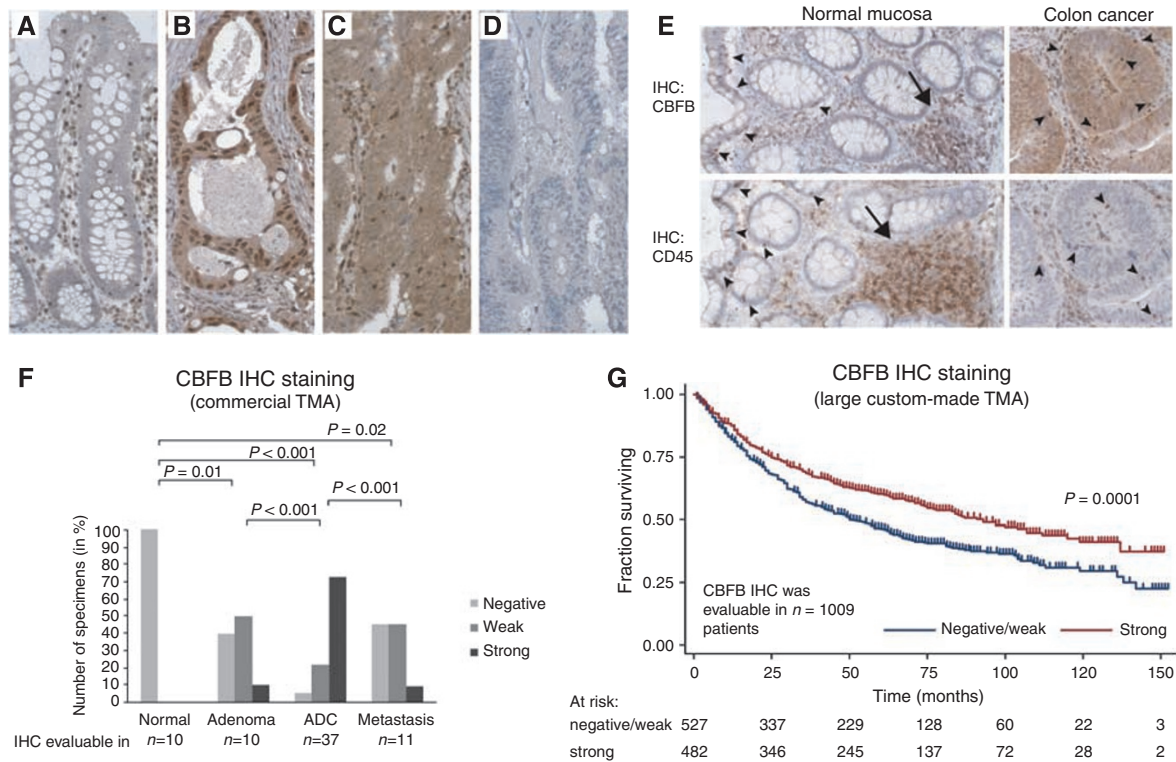 A
B
C
D
E
Normal mucosa
Colon cancer
IHC:
CBFB
IHC:
CD45
F
CBFB IHC staining
(commercial TMA)
P = 0.02
P < 0.001
P = 0.01
P < 0.001
P < 0.001
Number of specimens (in %)
100
90
80
70
60
50
40
30
20
10
0
Negative
Weak
Strong
Normal Adenoma ADC Metastasis
IHC evaluable in n=10 n=10 n=37 n=11
G
CBFB IHC staining
(large custom-made TMA)
Fraction surviving
1.00
0.75
0.50
0.25
0.00
P = 0.0001
CBFB IHC was
evaluable in n = 1009
patients
Negative/weak Strong
0 25 50 75 100 125 150
Time (months)
At risk:
negative/weak 527 337 229 128 60 22 3
strong 482 346 245 137 72 28 2